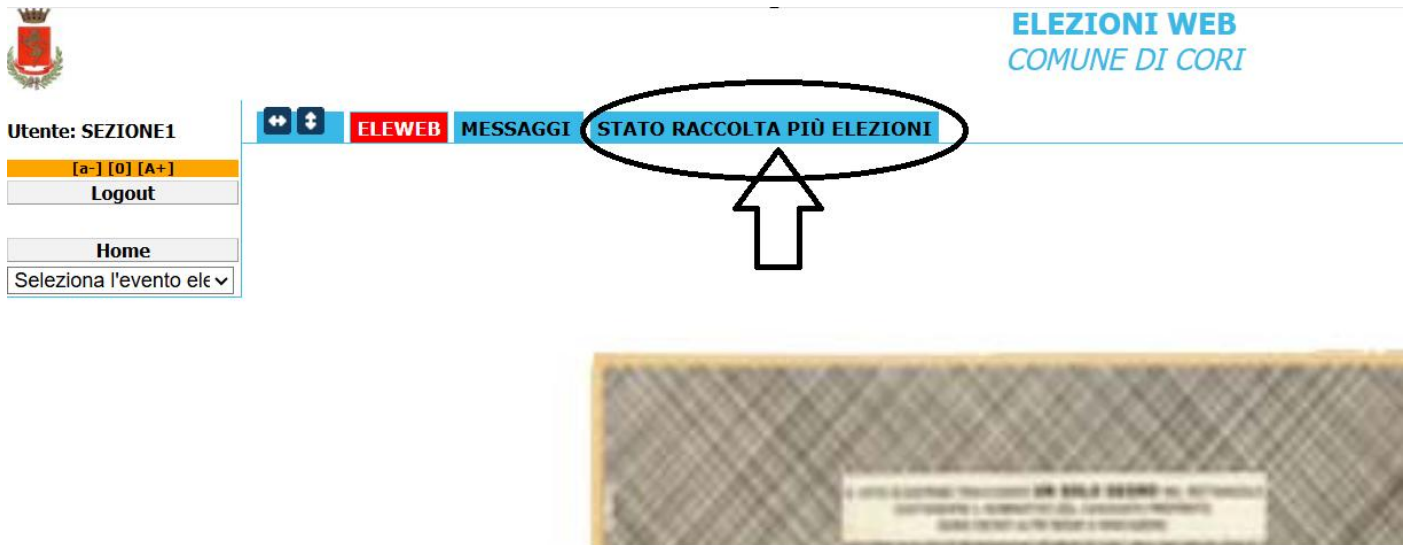 ELEZIONI WEB
COMUNE DI CORI
Utente: SEZIONE1
ELEWEB MESSAGGI STATO RACCOLTA PIÙ ELEZIONI
[a-] [0] [A+]
Logout
Home
Seleziona l'evento ele
UN SOLO SEGNO